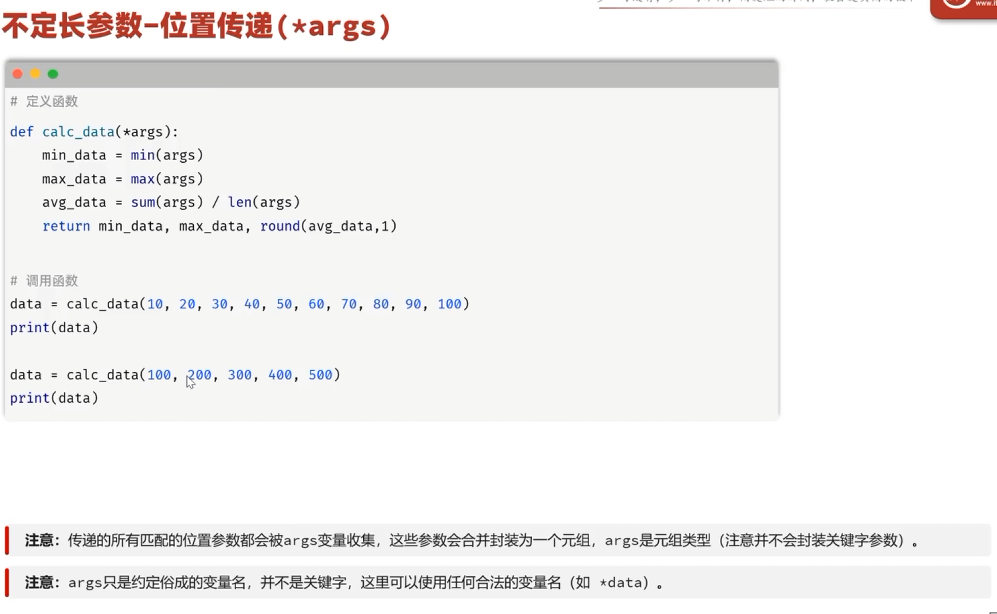 不定长参数-位置传递(*args)
# 定义函数
def calc_data(*args):
    min_data = min(args)
    max_data = max(args)
    avg_data = sum(args) / len(args)
    return min_data, max_data, round(avg_data,1)
# 调用函数
data = calc_data(10, 20, 30, 40, 50, 60, 70, 80, 90, 100)
print(data)
data = calc_data(100, 200, 300, 400, 500)
print(data)
注意：传递的所有匹配的位置参数都会被args变量收集，这些参数会合并封装为一个元组，args是元组类型（注意并不会封装关键字参数）。
注意：args只是约定俗成的变量名，并不是关键字，这里可以使用任何合法的变量名（如 *data）。